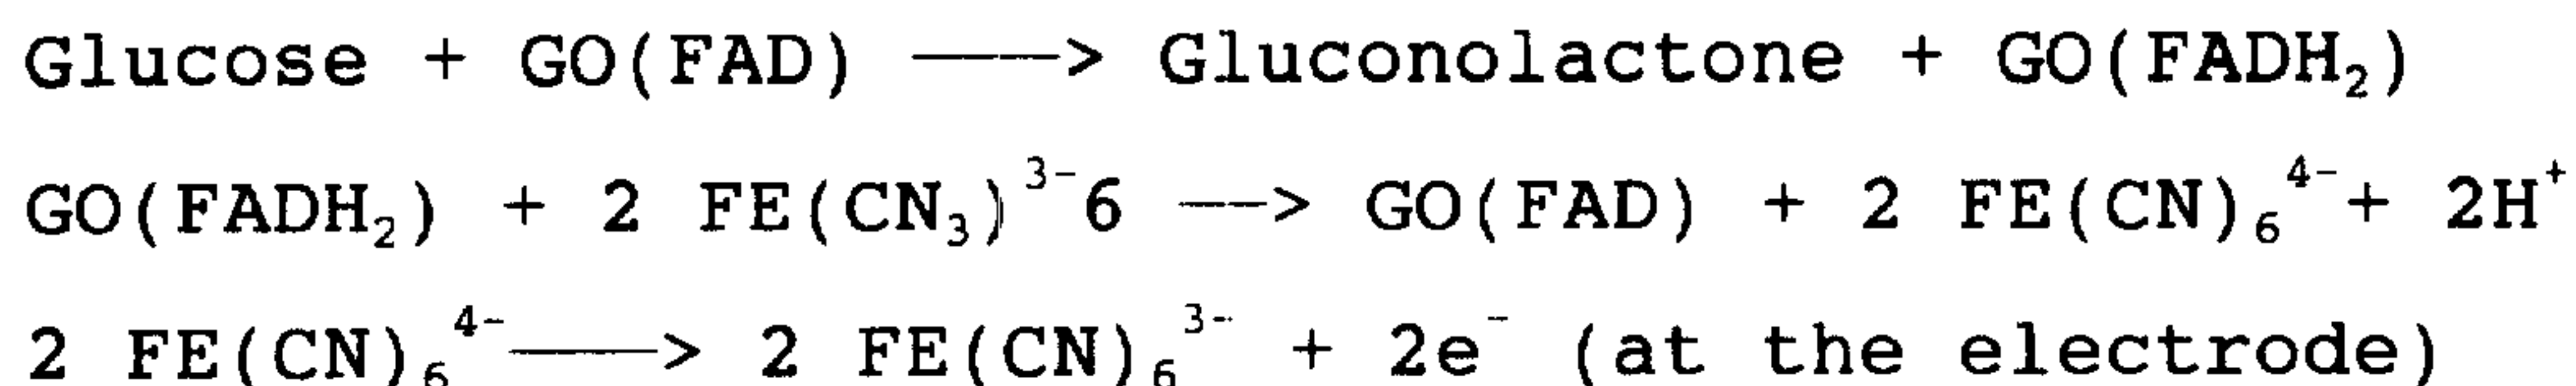 Glucose + GO(FAD) ——> Gluconolactone + GO(FADH₂)
GO(FADH₂) + 2 FE(CN₃)³⁻6 —> GO(FAD) + 2 FE(CN)₆⁴⁻ + 2H⁺
2 FE(CN)₆⁴⁻ ——> 2 FE(CN)₆³⁻ + 2e⁻ (at the electrode)